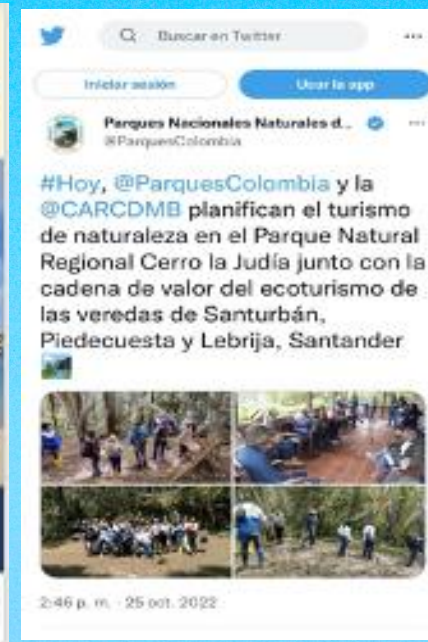 Buscar en Twitter
Iniciar sesión
Usar la app
Parques Nacionales Naturales d...
@ParquesColombia
#Hoy, @ParquesColombia y la
@CARCDMB planifican el turismo
de naturaleza en el Parque Natural
Regional Cerro la Judía junto con la
cadena de valor del ecoturismo de
las veredas de Santurbán,
Piedecuesta y Lebrija, Santander
2:46 p. m. · 25 oct. 2022